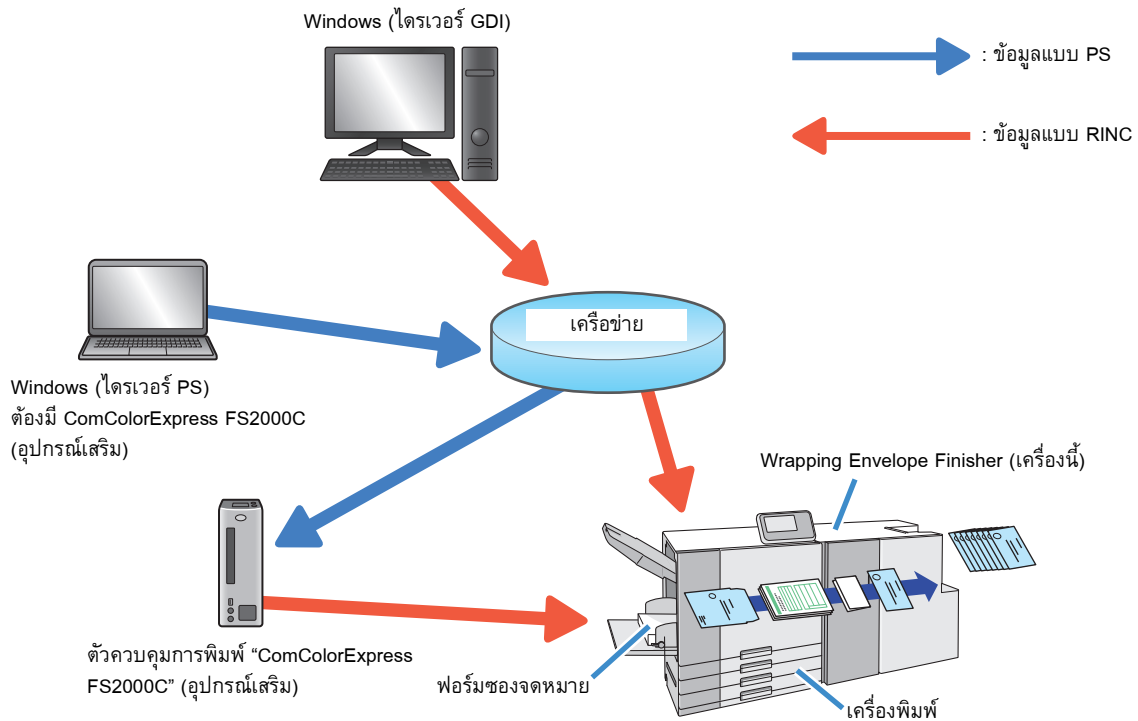 Windows (ไดรเวอร์ GDI)
: ข้อมูลแบบ PS
: ข้อมูลแบบ RINC
เครือข่าย
Windows (ไดรเวอร์ PS)
ต้องมี ComColorExpress FS2000C
(อุปกรณ์เสริม)
Wrapping Envelope Finisher (เครื่องนี้)
ตัวควบคุมการพิมพ์ “ComColorExpress
FS2000C” (อุปกรณ์เสริม)
ฟอร์มซองจดหมาย
เครื่องพิมพ์